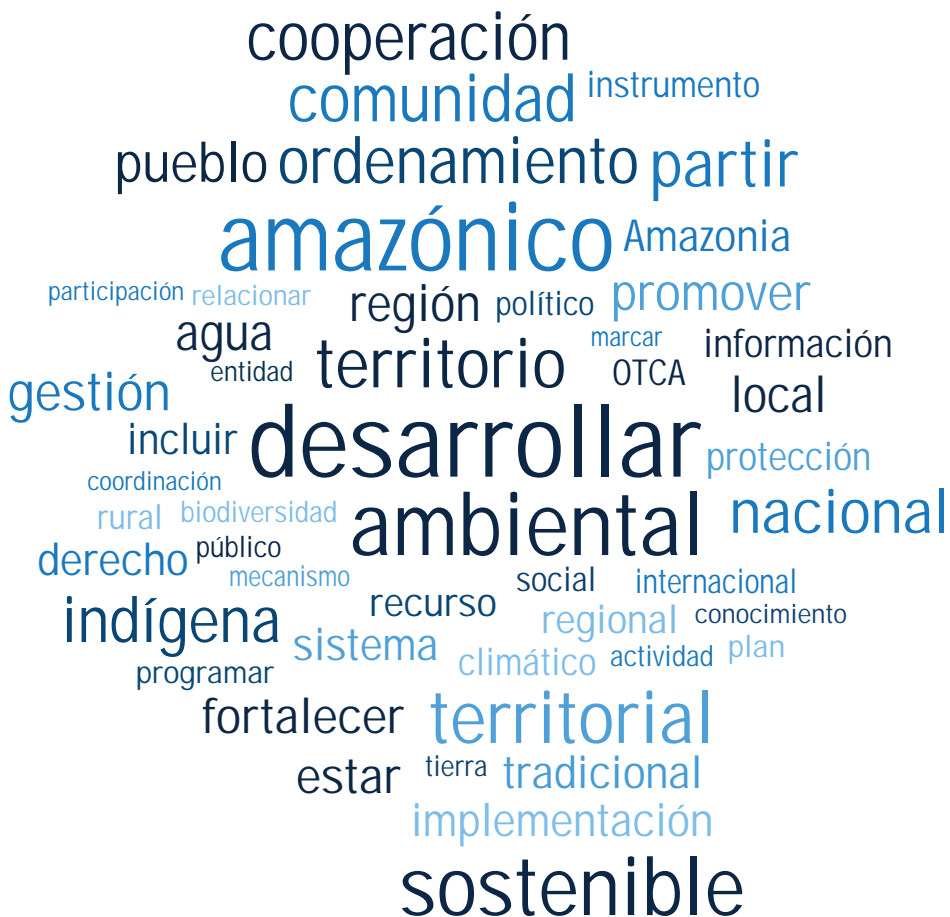 cooperación
comunidad instrumento
pueblo ordenamiento partir
amazónico Amazonia
participación relacionar región político promover
agua entidad territorio marcar OTCA información
gestión local
incluir desarrollar protección
coordinación
rural biodiversidad ambiental nacional
derecho público
mecanismo social internacional
indígena recurso regional conocimiento
sistema climático actividad plan
programar
fortalecer territorial
estar tierra tradicional
implementación
sostenible